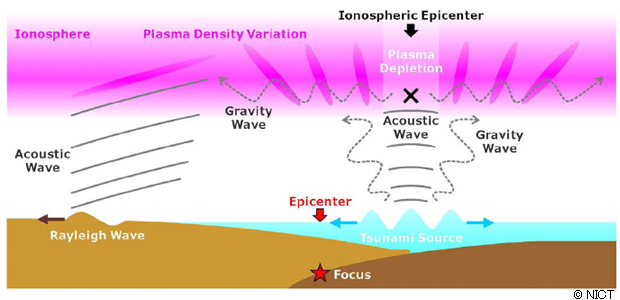 Ionospheric Epicenter
Ionosphere
Plasma Density Variation
Plasma
Depletion
Gravity
Wave
Acoustic
Wave
Gravity
Wave
Acoustic
Wave
Epicenter
Rayleigh Wave
Tsunami Source
Focus
© NICT